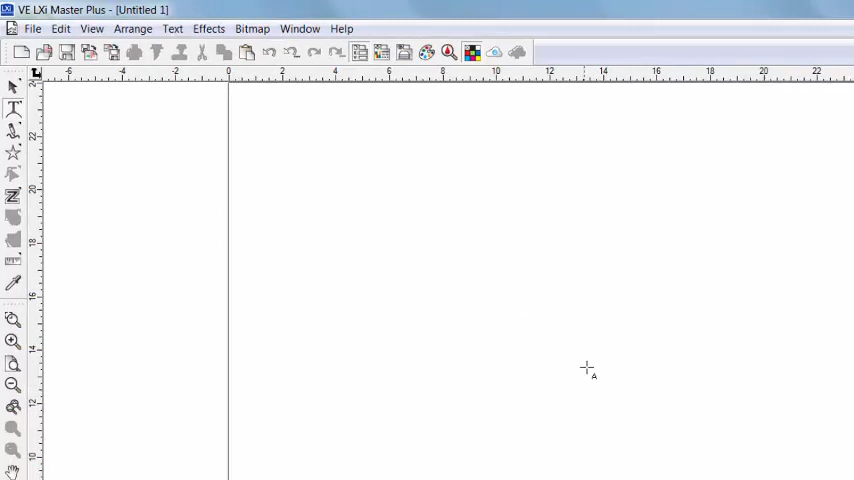 LXi VE LXi Master Plus - [Untitled 1]
File Edit View Arrange Text Effects Bitmap Window Help
-6 -4 -2 0 2 4 6 8 10 12 14 16 18 20 22
22
20
18
16
14
12
10
A